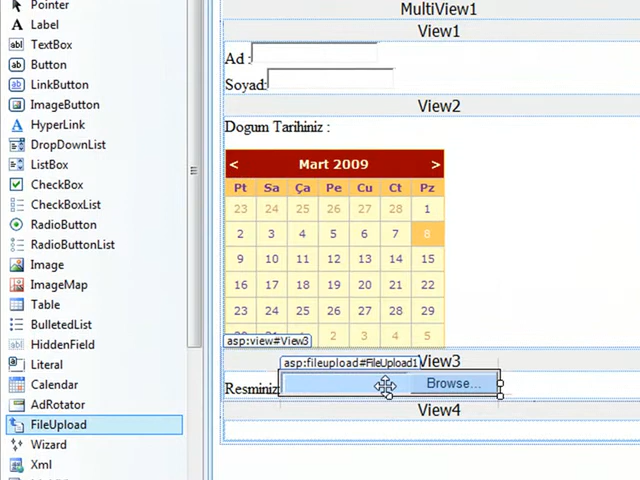 Pointer
Label
TextBox
Button
LinkButton
ImageButton
HyperLink
DropDownList
ListBox
CheckBox
CheckBoxList
RadioButton
RadioButtonList
Image
ImageMap
Table
BulletedList
HiddenField
Literal
Calendar
AdRotator
FileUpload
Wizard
Xml
MultiView1
View1
Ad :
Soyad:
View2
Dogum Tarihiniz :
< Mart 2009 >
Pt Sa Ça Pe Cu Ct Pz
23 24 25 26 27 28 1
2 3 4 5 6 7 8
9 10 11 12 13 14 15
16 17 18 19 20 21 22
23 24 25 26 27 28 29
30 31 1 2 3 4 5
asp:view#View3
View3
asp:fileupload#FileUpload1
Resminiz
Browse...
View4